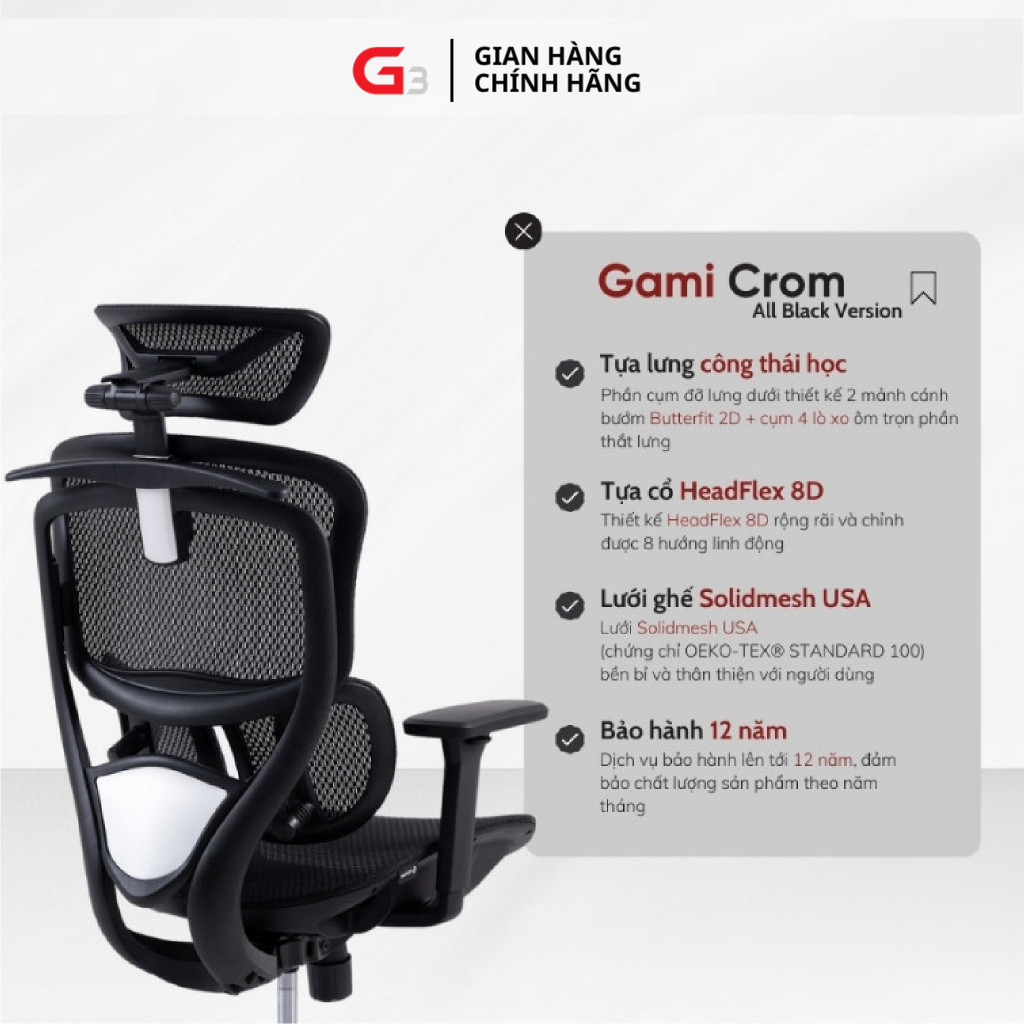 G3
GIAN HÀNG
CHÍNH HÃNG
Gami Crom
All Black Version
Tựa lưng công thái học
Phần cụm đỡ lưng dưới thiết kế 2 mảnh cánh
bướm Butterfit 2D + cụm 4 lò xo ôm trọn phần
thắt lưng
Tựa cổ HeadFlex 8D
Thiết kế HeadFlex 8D rộng rãi và chỉnh
được 8 hướng linh động
Lưới ghế Solidmesh USA
Lưới Solidmesh USA
(chứng chỉ OEKO-TEX® STANDARD 100)
bền bỉ và thân thiện với người dùng
Bảo hành 12 năm
Dịch vụ bảo hành lên tới 12 năm, đảm
bảo chất lượng sản phẩm theo năm
tháng